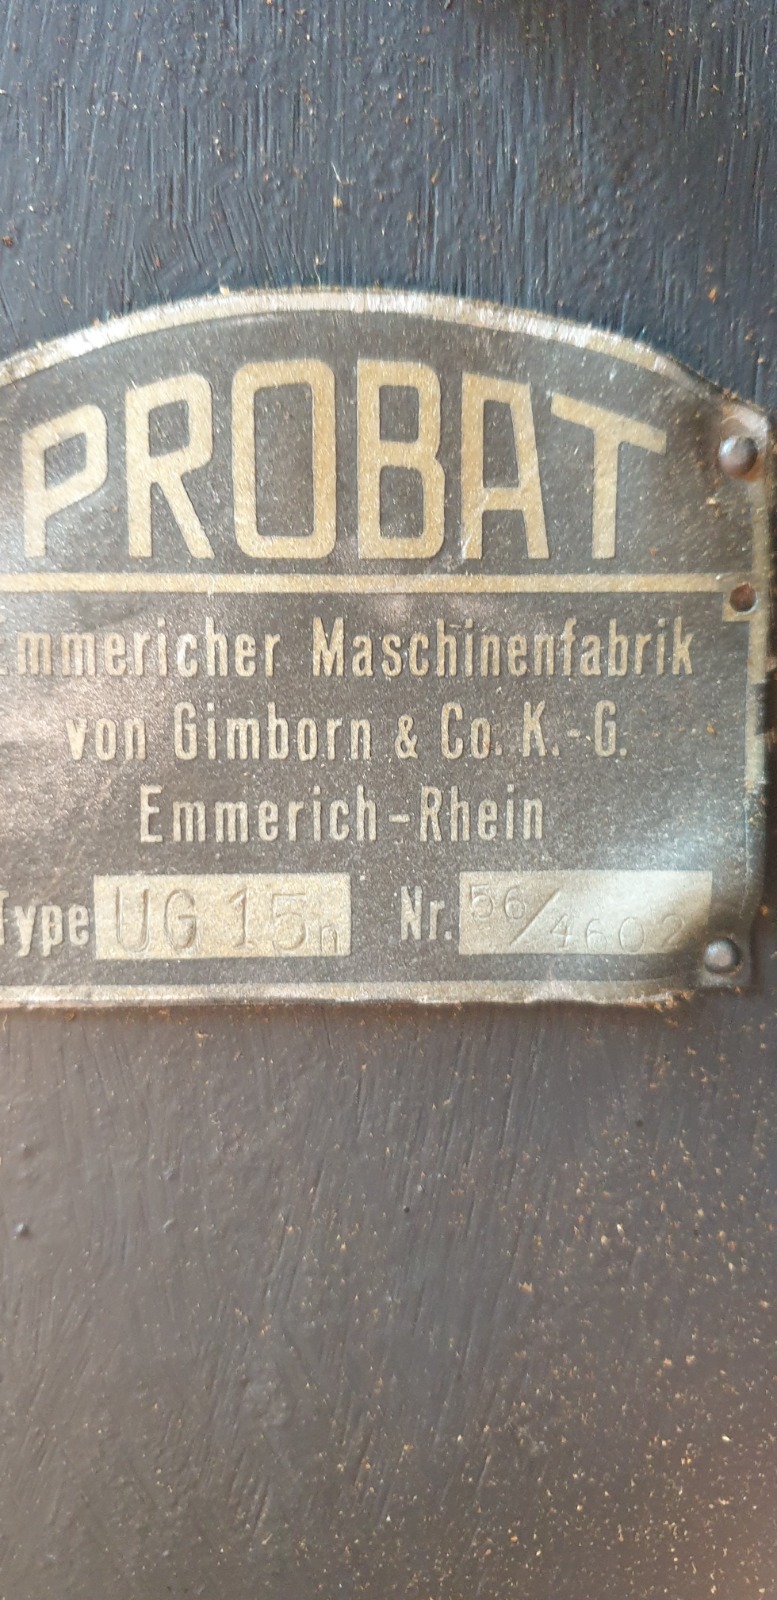 PROBAT
Emmericher Maschinenfabrik
von Gimborn & Co. K.-G.
Emmerich-Rhein
Type UG 15n Nr. 56/4602